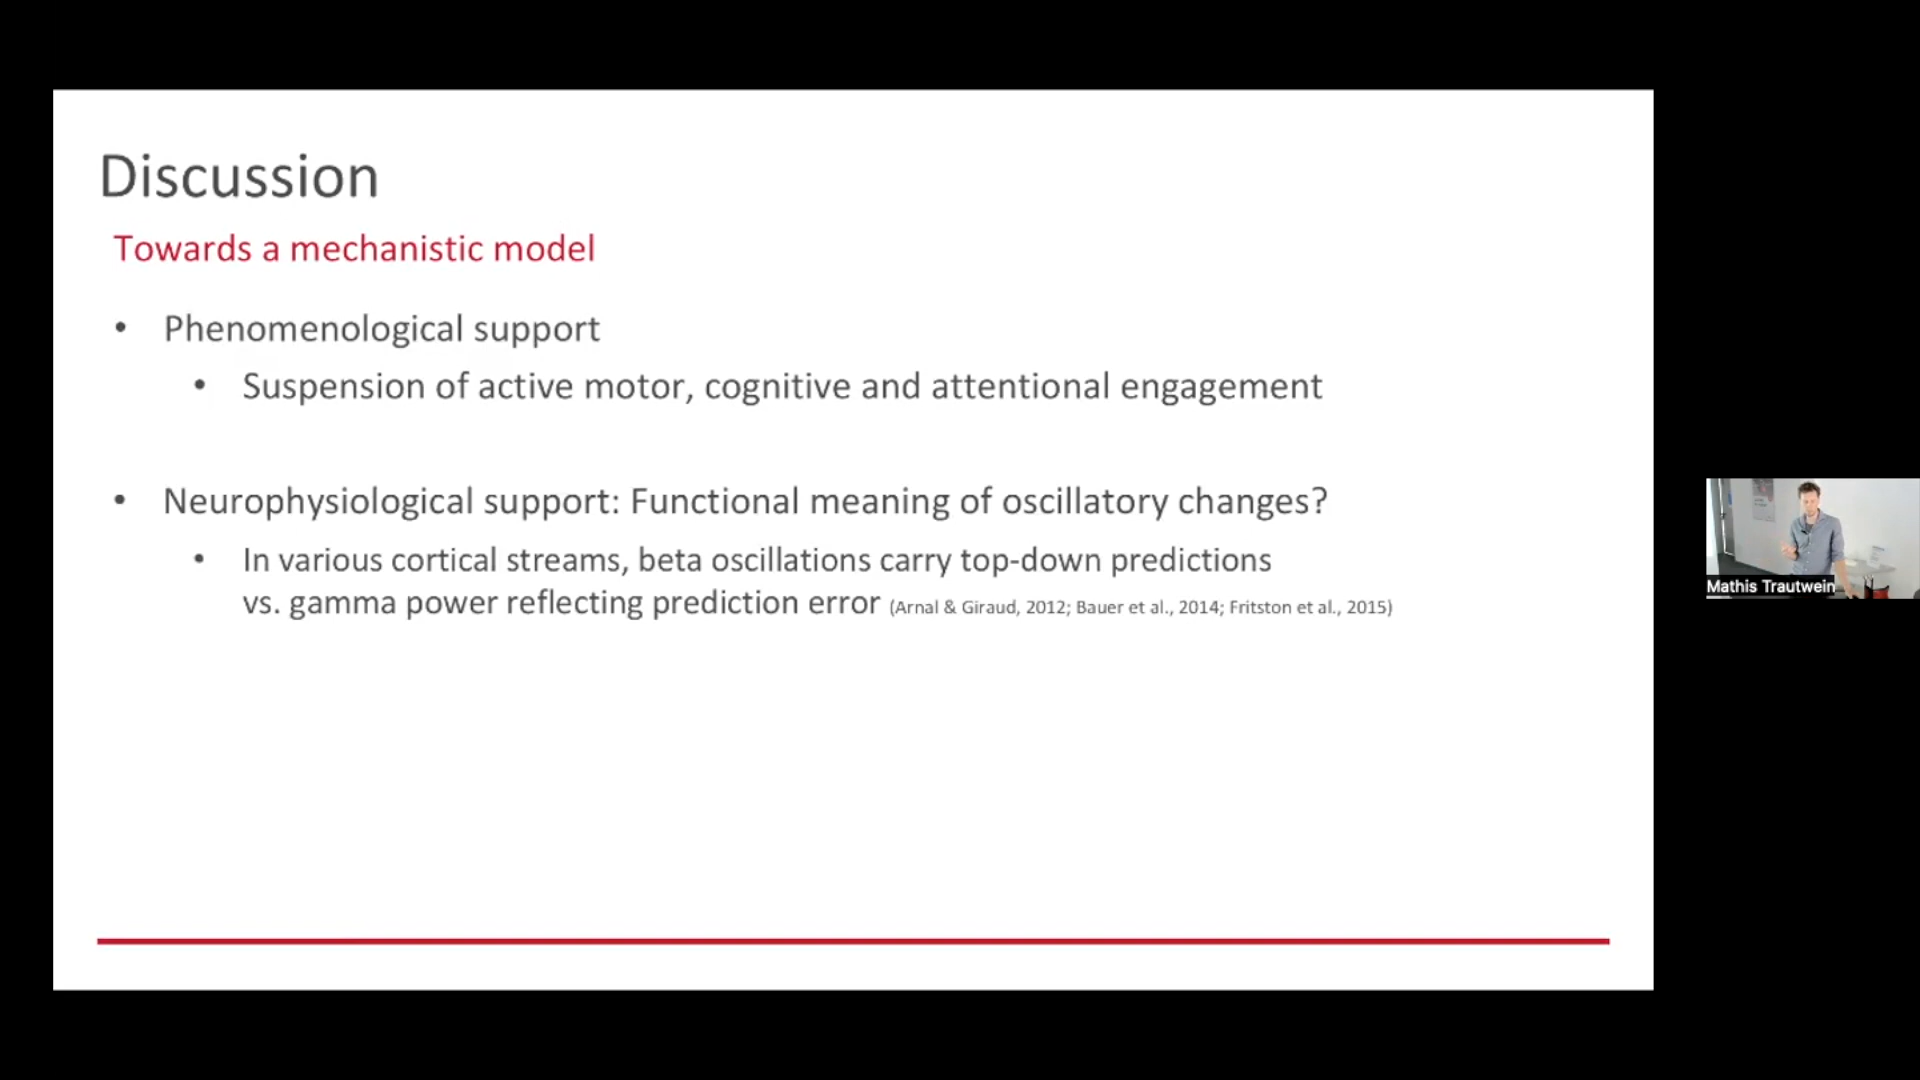 Discussion
Towards a mechanistic model
• Phenomenological support
• Suspension of active motor, cognitive and attentional engagement
• Neurophysiological support: Functional meaning of oscillatory changes?
• In various cortical streams, beta oscillations carry top-down predictions
vs. gamma power reflecting prediction error (Arnal & Giraud, 2012; Bauer et al., 2014; Fritston et al., 2015)
Mathis Trautwein